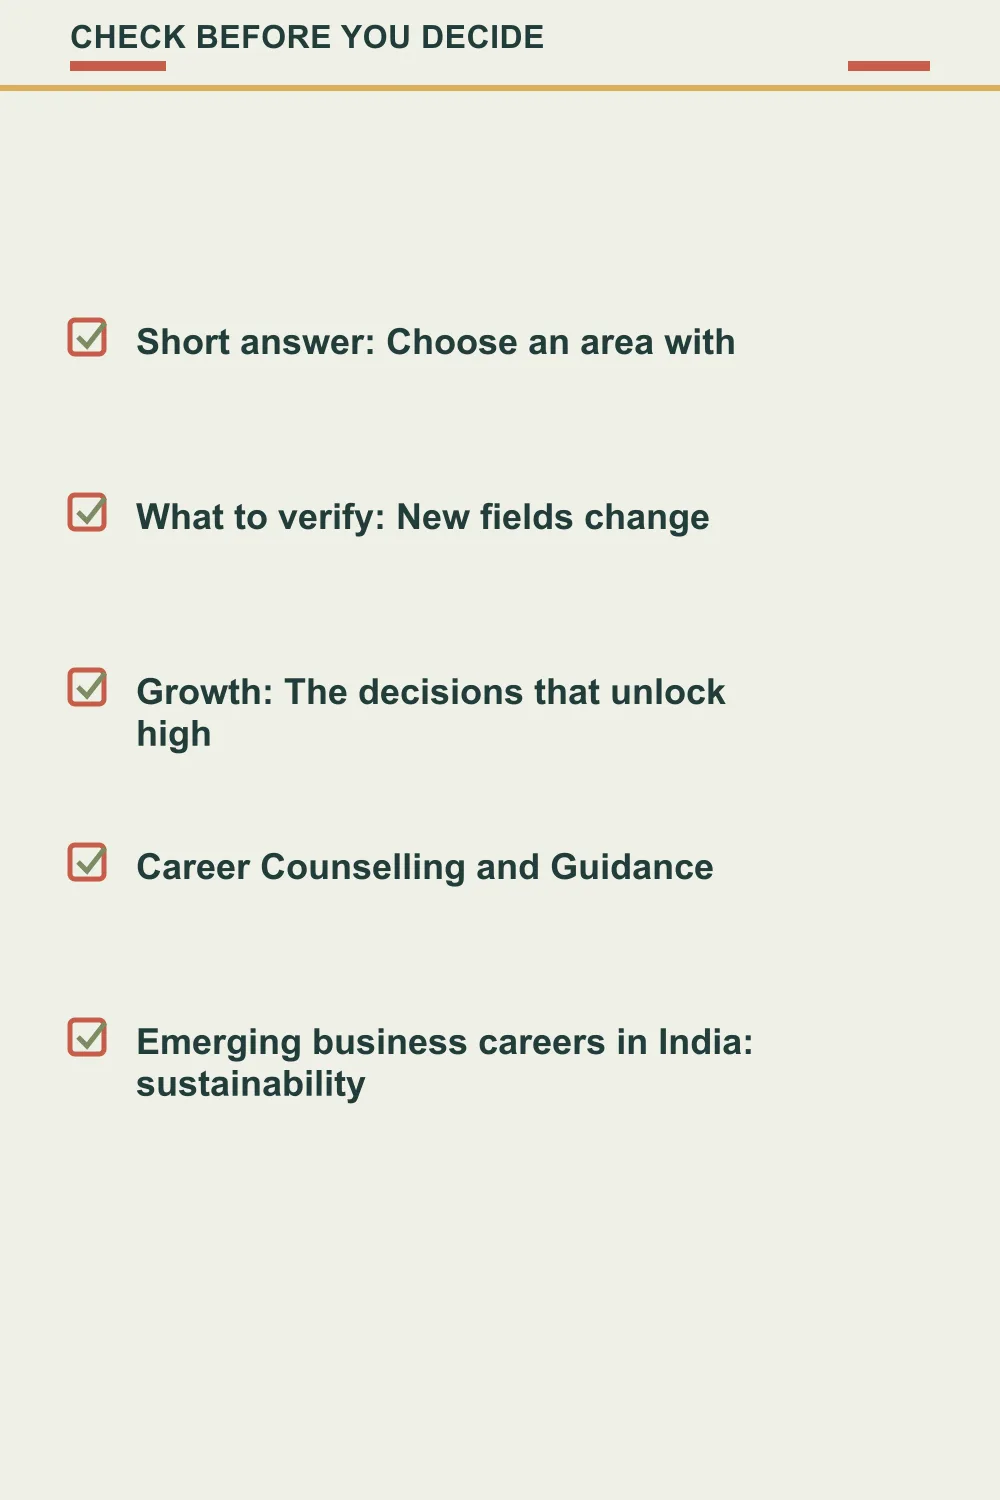 CHECK BEFORE YOU DECIDE
Short answer: Choose an area with
What to verify: New fields change
Growth: The decisions that unlock
high
Career Counselling and Guidance
Emerging business careers in India:
sustainability